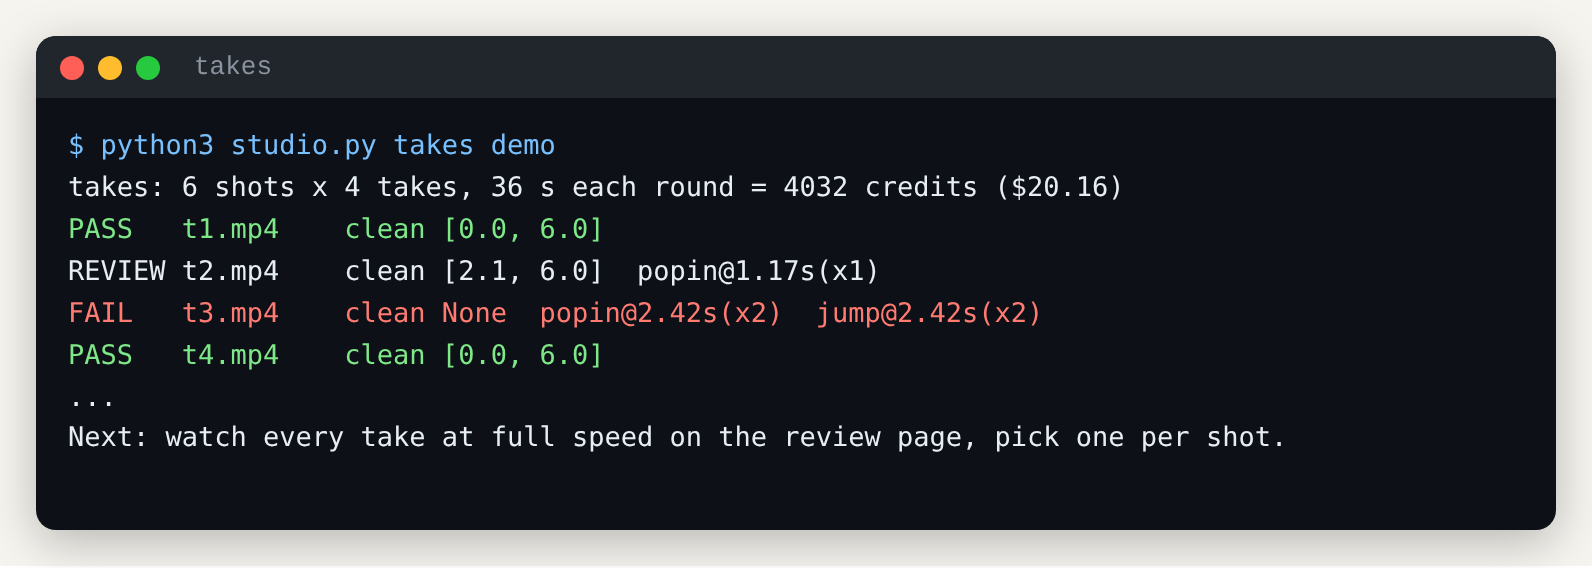 takes
$ python3 studio.py takes demo
takes: 6 shots x 4 takes, 36 s each round = 4032 credits ($20.16)
PASS   t1.mp4    clean [0.0, 6.0]
REVIEW t2.mp4    clean [2.1, 6.0]  popin@1.17s(x1)
FAIL   t3.mp4    clean None  popin@2.42s(x2)  jump@2.42s(x2)
PASS   t4.mp4    clean [0.0, 6.0]
...
Next: watch every take at full speed on the review page, pick one per shot.